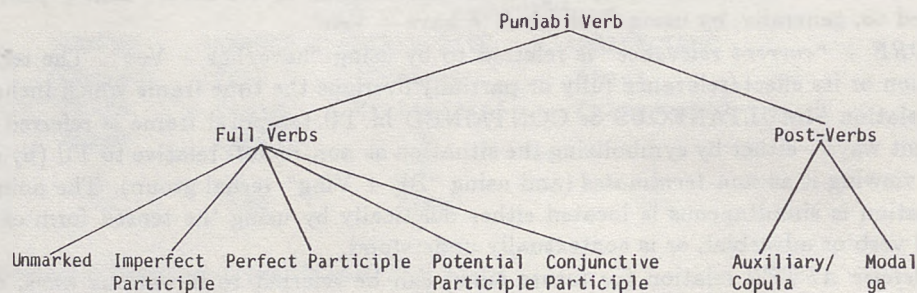 Punjabi Verb
Full Verbs Post-Verbs
Unmarked Imperfect Perfect Participle Potential Conjunctive Auxiliary/ Modal
Participle Participle Participle Copula ga